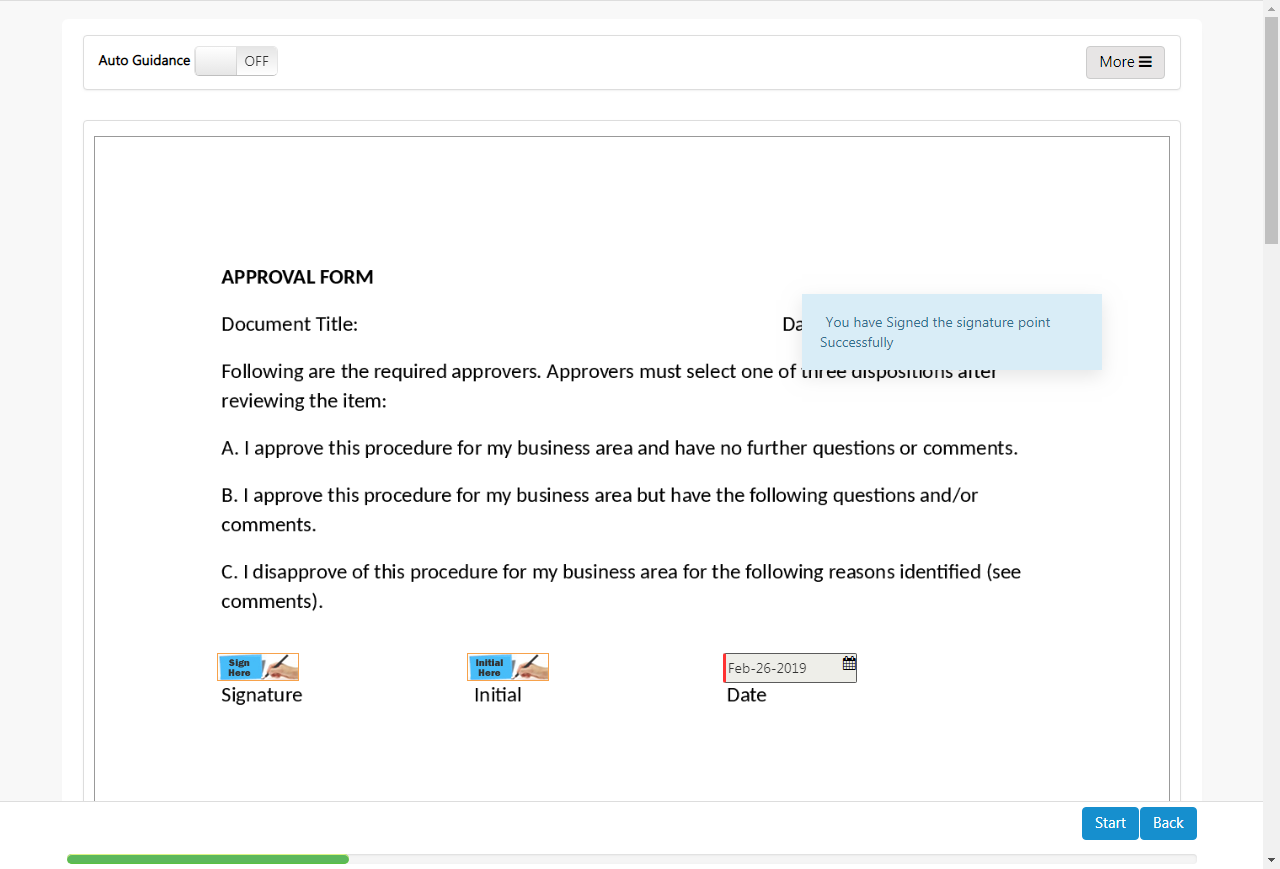 Auto Guidance OFF More
APPROVAL FORM
Document Title:
You have Signed the signature point
Successfully
Following are the required approvers. Approvers must select one of three dispositions after
reviewing the item:
A. I approve this procedure for my business area and have no further questions or comments.
B. I approve this procedure for my business area but have the following questions and/or
comments.
C. I disapprove of this procedure for my business area for the following reasons identified (see
comments).
Sign
Here
Initial
Here
Feb-26-2019
Signature Initial Date
Start Back